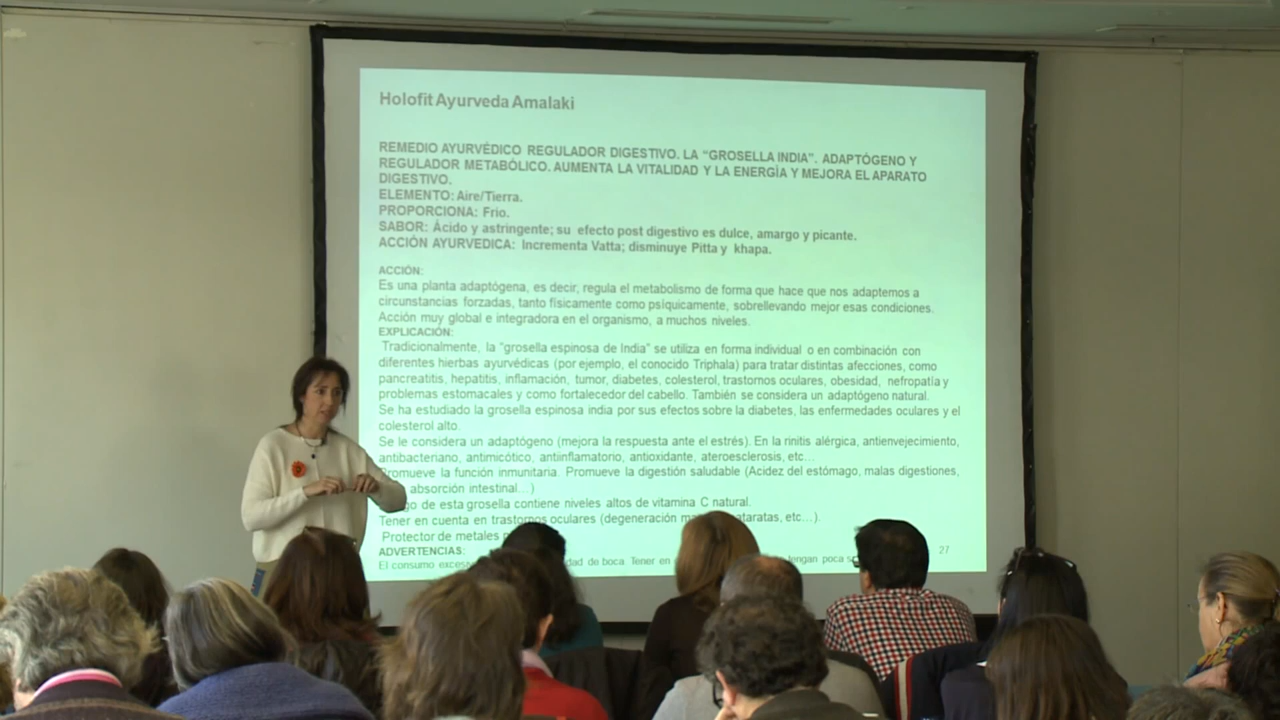 Holofit Ayurveda Amalaki
REMEDIO AYURVÉDICO REGULADOR DIGESTIVO. LA “GROSELLA INDIA”. ADAPTÓGENO Y
REGULADOR METABÓLICO. AUMENTA LA VITALIDAD Y LA ENERGÌA Y MEJORA EL APARATO
DIGESTIVO.
ELEMENTO: Aire/Tierra.
PROPORCIONA: Frio.
SABOR: Ácido y astringente; su efecto post digestivo es dulce, amargo y picante.
ACCIÓN AYURVEDICA: Incrementa Vatta; disminuye Pitta y khapa.
ACCIÓN:
Es una planta adaptógena, es decir, regula el metabolismo de forma que hace que nos adaptemos a
circunstancias forzadas, tanto físicamente como psíquicamente, sobrellevando mejor esas condiciones.
Acción muy global e integradora en el organismo, a muchos niveles.
EXPLICACIÓN:
Tradicionalmente, la “grosella espinosa de India” se utiliza en forma individual o en combinación con
diferentes hierbas ayurvédicas (por ejemplo, el conocido Triphala) para tratar distintas afecciones, como
pancreatitis, hepatitis, inflamación, tumor, diabetes, colesterol, trastornos oculares, obesidad, nefropatía y
problemas estomacales y como fortalecedor del cabello. También se considera un adaptógeno natural.
Se ha estudiado la grosella espinosa india por sus efectos sobre la diabetes, las enfermedades oculares y el
colesterol alto.
Se le considera un adaptógeno (mejora la respuesta ante el estrés). En la rinitis alérgica, antienvejecimiento,
antibacteriano, antimicótico, antiinflamatorio, antioxidante, ateroesclerosis, etc…
Promueve la función inmunitaria. Promueve la digestión saludable (Acidez del estómago, malas digestiones,
absorción intestinal…)
de esta grosella contiene niveles altos de vitamina C natural.
Tener en cuenta en trastornos oculares (degeneración cataratas, etc…).
Protector de metales
27
ADVERTENCIAS:
El consumo de boca. Tener en tengan poca